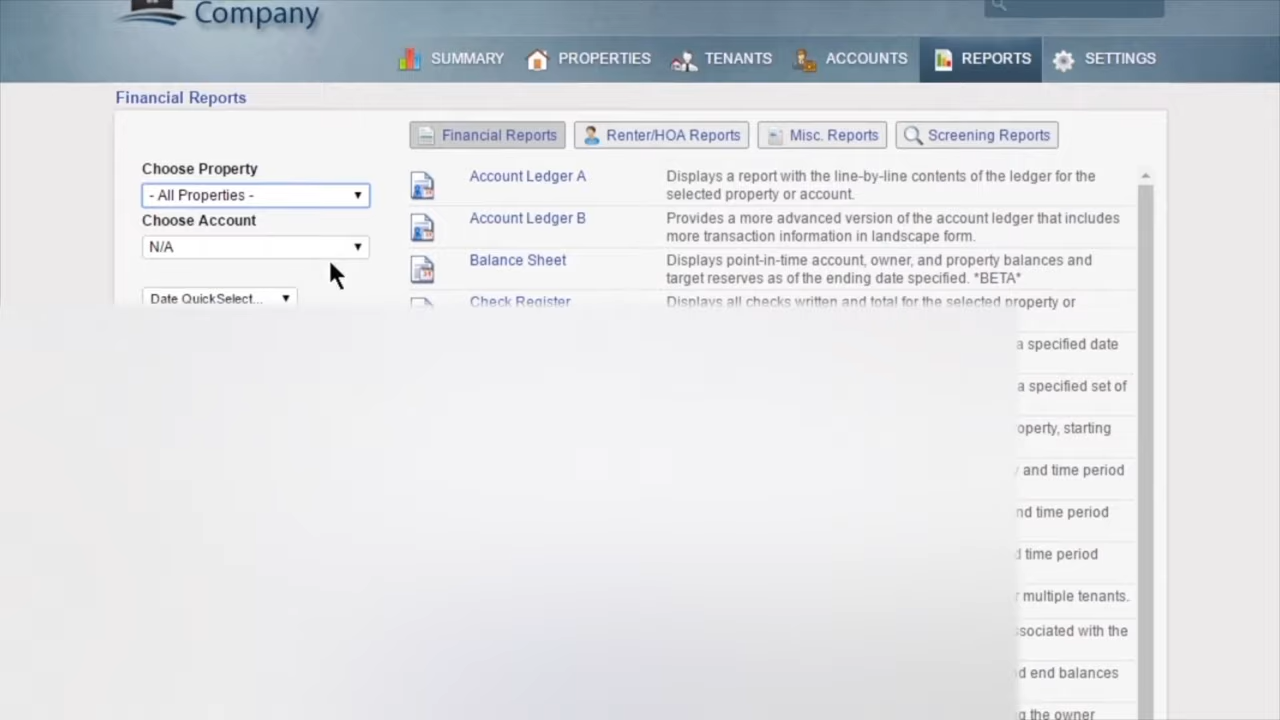 Company
SUMMARY PROPERTIES TENANTS ACCOUNTS REPORTS SETTINGS
Financial Reports
Financial Reports Renter/HOA Reports Misc. Reports Screening Reports
Choose Property
- All Properties -
Choose Account
N/A
Date QuickSelect...
Account Ledger A
Displays a report with the line-by-line contents of the ledger for the
selected property or account.
Account Ledger B
Provides a more advanced version of the account ledger that includes
more transaction information in landscape form.
Balance Sheet
Displays point-in-time account, owner, and property balances and
target reserves as of the ending date specified. *BETA*
Check Register
Displays all checks written and total for the selected property or
a specified date
a specified set of
operty, starting
and time period
nd time period
time period
multiple tenants.
ssociated with the
d end balances
g the owner